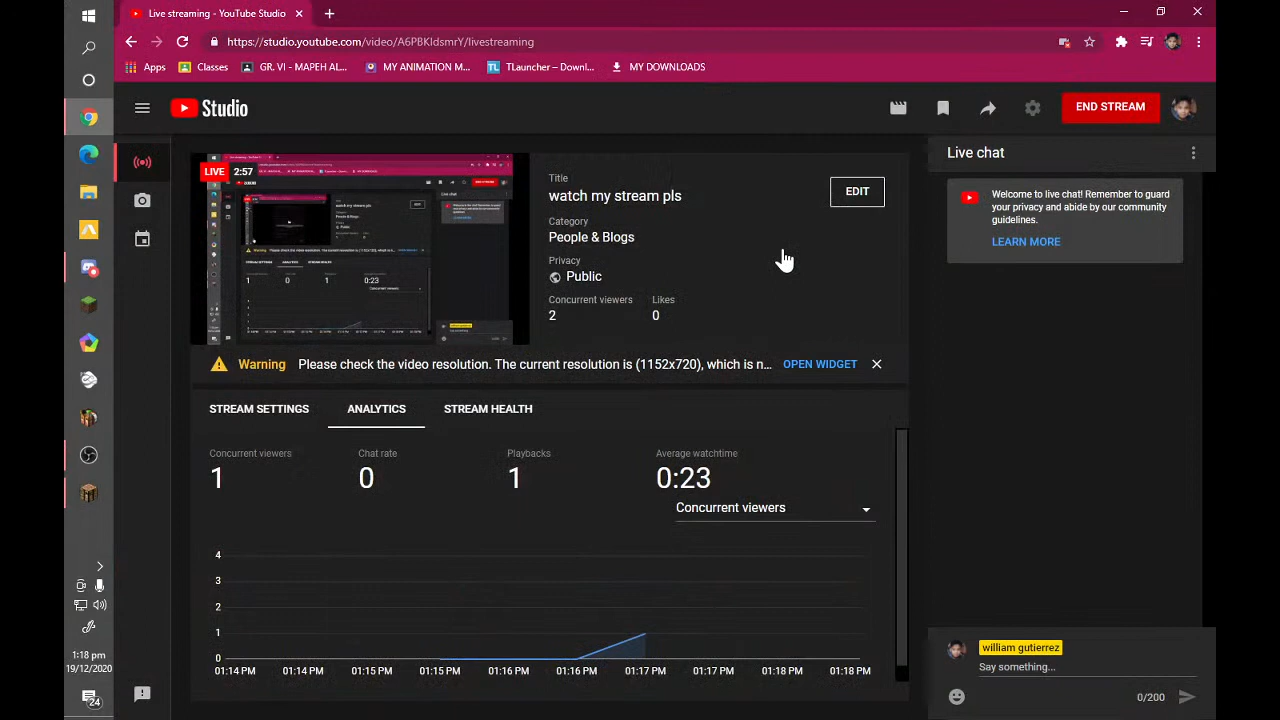 Live streaming - YouTube Studio
https://studio.youtube.com/video/A6PBKIdsmrY/livestreaming
Apps
Classes
GR. VI - MAPEH AL...
MY ANIMATION M...
TLauncher – Downl...
MY DOWNLOADS
Studio
END STREAM
LIVE 2:57
Title
watch my stream pls
EDIT
Category
People & Blogs
Privacy
Public
Concurrent viewers
Likes
2
0
Warning Please check the video resolution. The current resolution is (1152x720), which is n... OPEN WIDGET
STREAM SETTINGS
ANALYTICS
STREAM HEALTH
Concurrent viewers
Chat rate
Playbacks
Average watchtime
1
0
1
0:23
Concurrent viewers
4
3
2
1
0
01:14 PM 01:14 PM 01:15 PM 01:15 PM 01:16 PM 01:16 PM 01:17 PM 01:17 PM 01:18 PM 01:18 PM
Live chat
Welcome to live chat! Remember to guard
your privacy and abide by our community
guidelines.
LEARN MORE
william gutierrez
Say something...
0/200
1:18 pm
19/12/2020
24